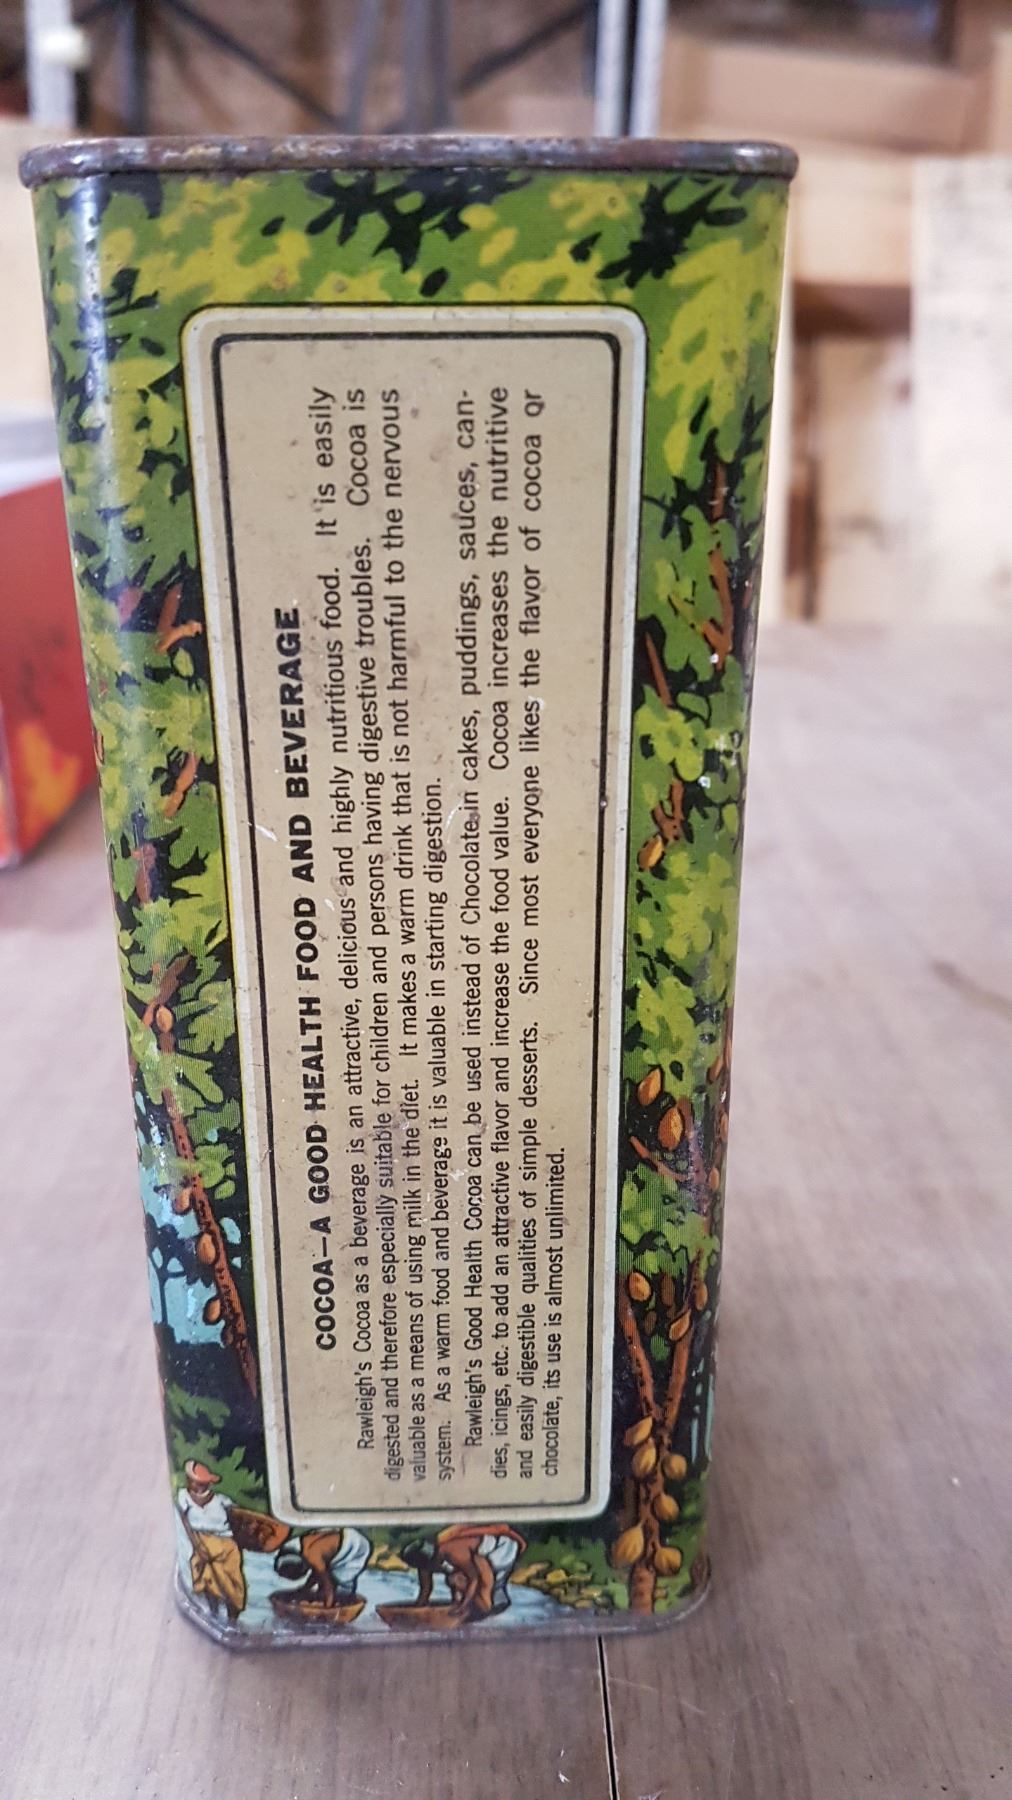 COCOA—A GOOD HEALTH FOOD AND BEVERAGE
Rawleigh's Cocoa as a beverage is an attractive, delicious and highly nutritious food. It is easily
digested and therefore especially suitable for children and persons having digestive troubles. Cocoa is
valuable as a means of using milk in the diet. It makes a warm drink that is not harmful to the nervous
system. As a warm food and beverage it is valuable in starting digestion.
Rawleigh's Good Health Cocoa can be used instead of Chocolate in cakes, puddings, sauces, can-
dies, icings, etc. to add an attractive flavor and increase the food value. Cocoa increases the nutritive
and easily digestible qualities of simple desserts. Since most everyone likes the flavor of cocoa or
chocolate, its use is almost unlimited.